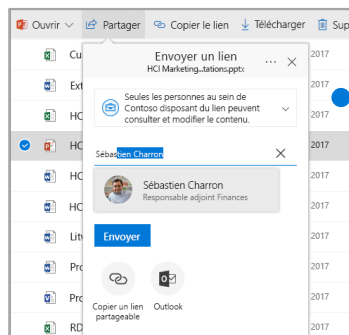 Ouvrir Partager Copier le lien Télécharger Sup
Envoyer un lien
HCI Marketing...tations.pptx
Seules les personnes au sein de
Contoso disposant du lien peuvent
consulter et modifier le contenu.
Sébastien Charron
Sébastien Charron
Responsable adjoint Finances
Envoyer
Copier un lien
partageable
Outlook
Cu 2017
Ext 2017
HC 2017
HC 2017
HC 2017
HC 2017
Lit 2017
Pro 2017
Pro 2017
RD 2017